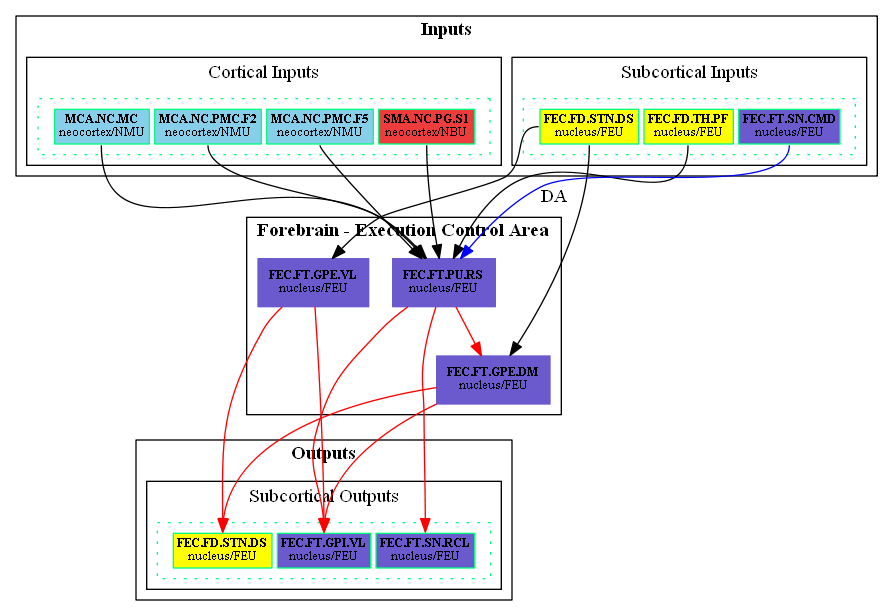 Inputs
Cortical Inputs
Subcortical Inputs
MCA.NC.MC
neocortex/NMU
MCA.NC.PMC.F2
neocortex/NMU
MCA.NC.PMC.F5
neocortex/NMU
SMA.NC.PG.S1
neocortex/NBU
FEC.FD.STN.DS
nucleus/FEU
FEC.FD.TH.PF
nucleus/FEU
FEC.FT.SN.CMD
nucleus/FEU
DA
Forebrain - Execution Control Area
FEC.FT.GPE.VL
nucleus/FEU
FEC.FT.PU.RS
nucleus/FEU
FEC.FT.GPE.DM
nucleus/FEU
Outputs
Subcortical Outputs
FEC.FD.STN.DS
nucleus/FEU
FEC.FT.GPI.VL
nucleus/FEU
FEC.FT.SN.RCL
nucleus/FEU